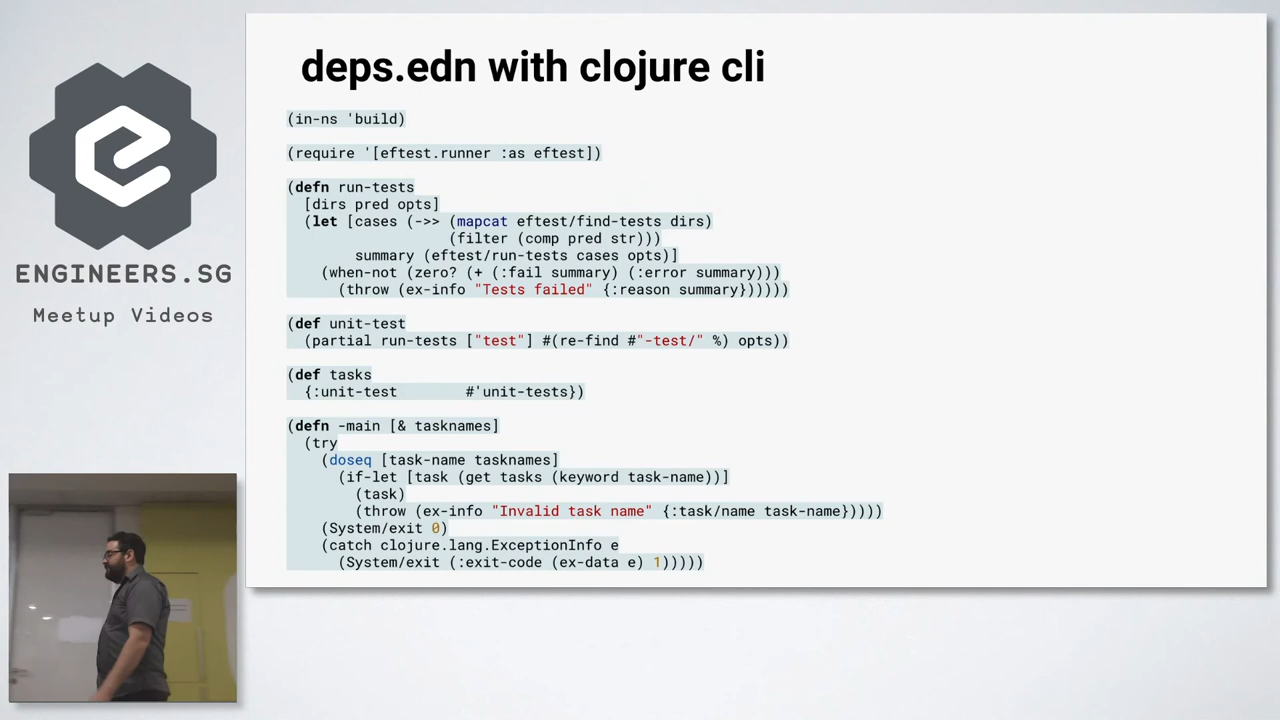 deps.edn with clojure cli
(in-ns 'build)
(require '[eftest.runner :as eftest])
(defn run-tests
  [dirs pred opts]
  (let [cases (->> (mapcat eftest/find-tests dirs)
                   (filter (comp pred str)))
        summary (eftest/run-tests cases opts)]
    (when-not (zero? (+ (:fail summary) (:error summary)))
      (throw (ex-info "Tests failed" {:reason summary})))))
(def unit-test
  (partial run-tests ["test"] #(re-find #"-test/" %) opts))
(def tasks
  {:unit-test        #'unit-tests})
(defn -main [& tasknames]
  (try
    (doseq [task-name tasknames]
      (if-let [task (get tasks (keyword task-name))]
        (task)
        (throw (ex-info "Invalid task name" {:task/name task-name}))))
    (System/exit 0)
    (catch clojure.lang.ExceptionInfo e
      (System/exit (:exit-code (ex-data e) 1)))))
ENGINEERS.SG
Meetup Videos